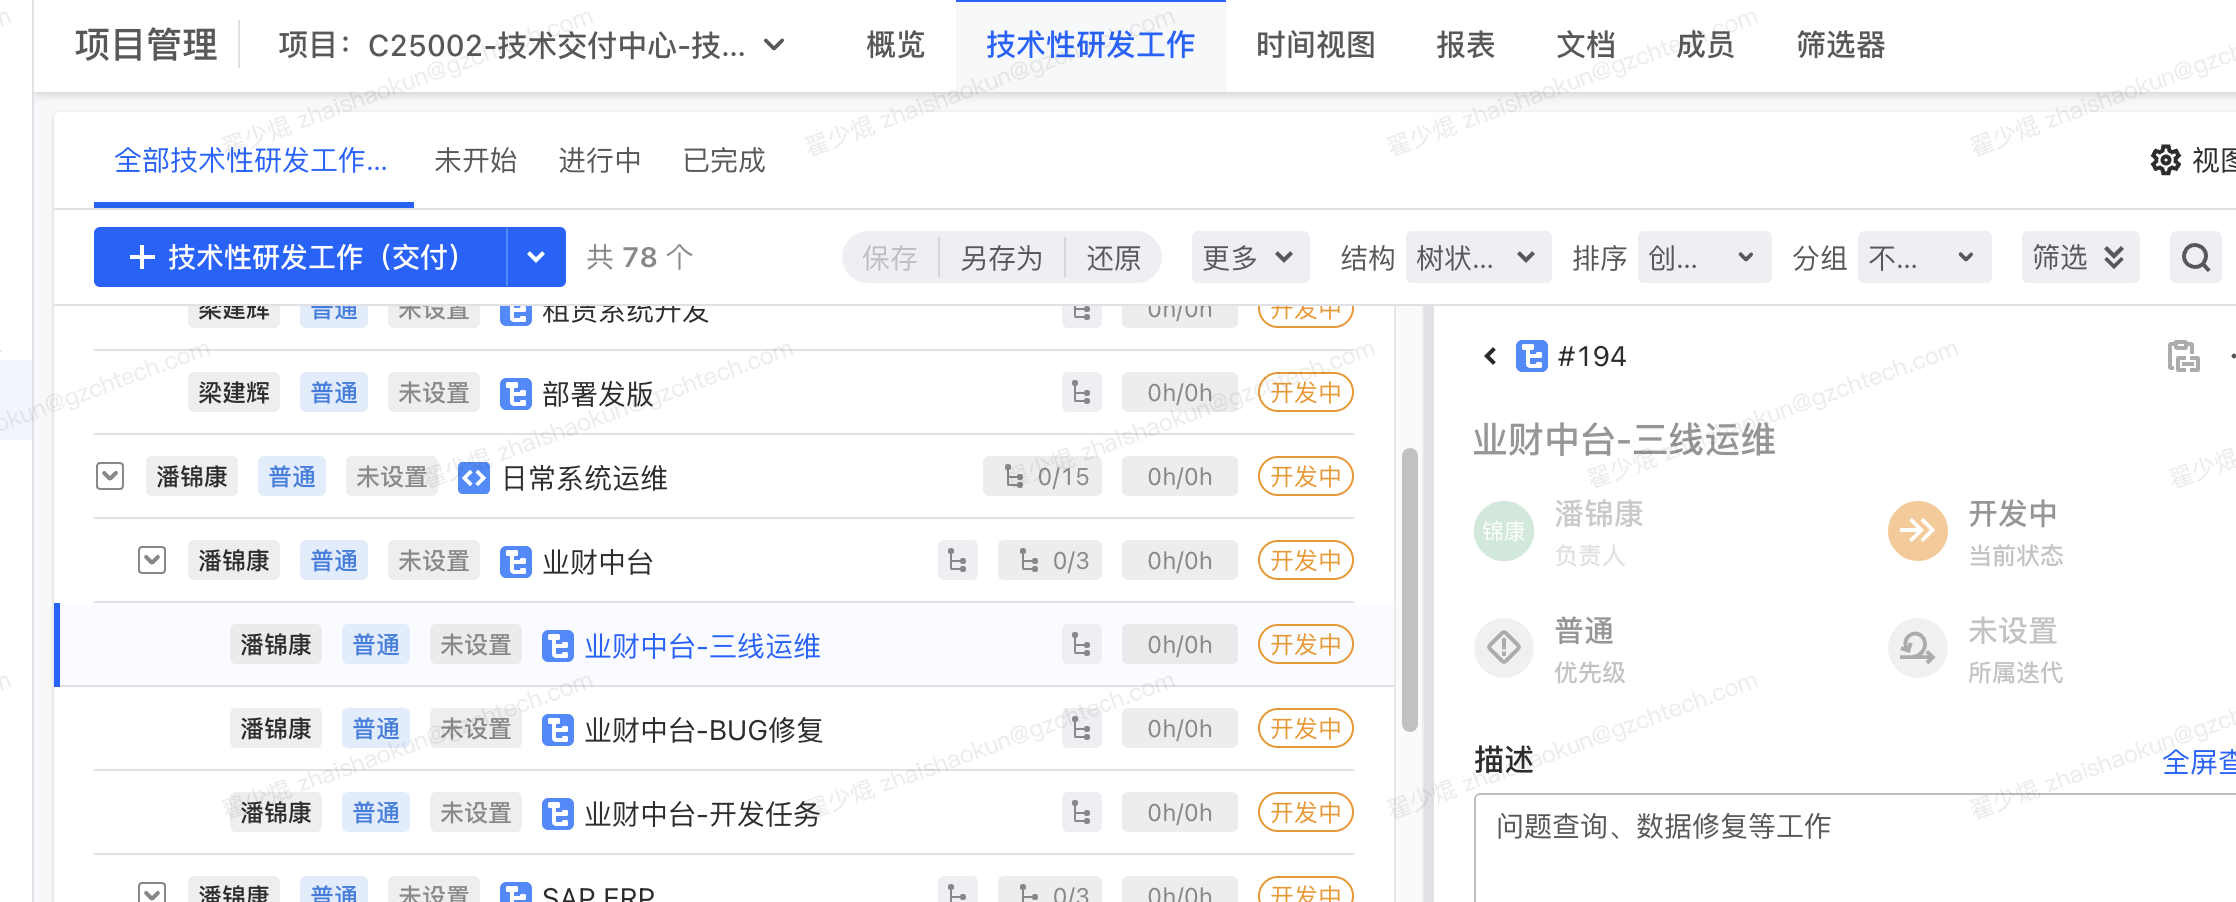 项目管理
项目：C25002-技术交付中心-技...
概览
技术性研发工作
时间视图
报表
文档
成员
筛选器
全部技术性研发工作...
未开始
进行中
已完成
技术性研发工作（交付）
共 78 个
保存
另存为
还原
更多
结构
树状...
排序
创...
分组
不...
筛选
梁建辉 普通 未设置 租赁系统开发 0h/0h 开发中
梁建辉 普通 未设置 部署发版 0h/0h 开发中
潘锦康 普通 未设置 日常系统运维 0/15 0h/0h 开发中
潘锦康 普通 未设置 业财中台 0/3 0h/0h 开发中
潘锦康 普通 未设置 业财中台-三线运维 0h/0h 开发中
潘锦康 普通 未设置 业财中台-BUG修复 0h/0h 开发中
潘锦康 普通 未设置 业财中台-开发任务 0h/0h 开发中
潘锦康 普通 未设置 SAP ERP 0/3 0h/0h 开发中
#194
业财中台-三线运维
锦康
潘锦康
负责人
开发中
当前状态
普通
优先级
未设置
所属迭代
描述
全屏查
问题查询、数据修复等工作
翟少焜 zhaishaokun@gzchtech.com